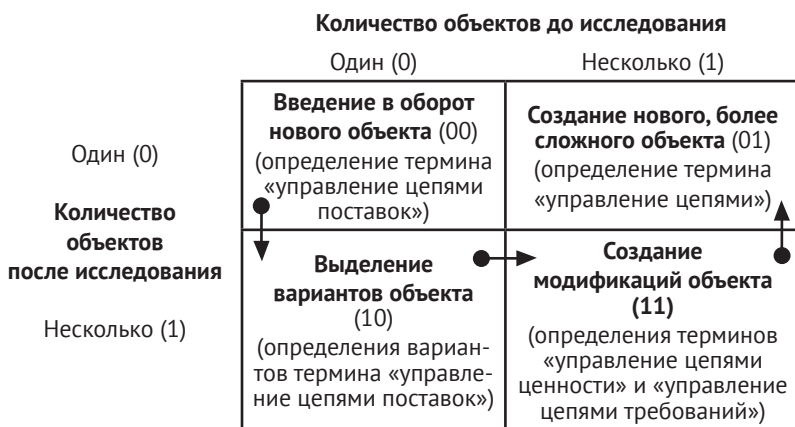 Количество объектов до исследования
Один (0)
Несколько (1)
Один (0)
Количество
объектов
после исследования
Несколько (1)
Введение в оборот
нового объекта (00)
(определение термина
«управление цепями
поставок»)
Создание нового, более
сложного объекта (01)
(определение термина
«управление цепями»)
Выделение
вариантов объекта
(10)
(определения вариан-
тов термина «управле-
ние цепями поставок»)
Создание
модификаций объекта
(11)
(определения терминов
«управление цепями
ценности» и «управление
цепями требований»)